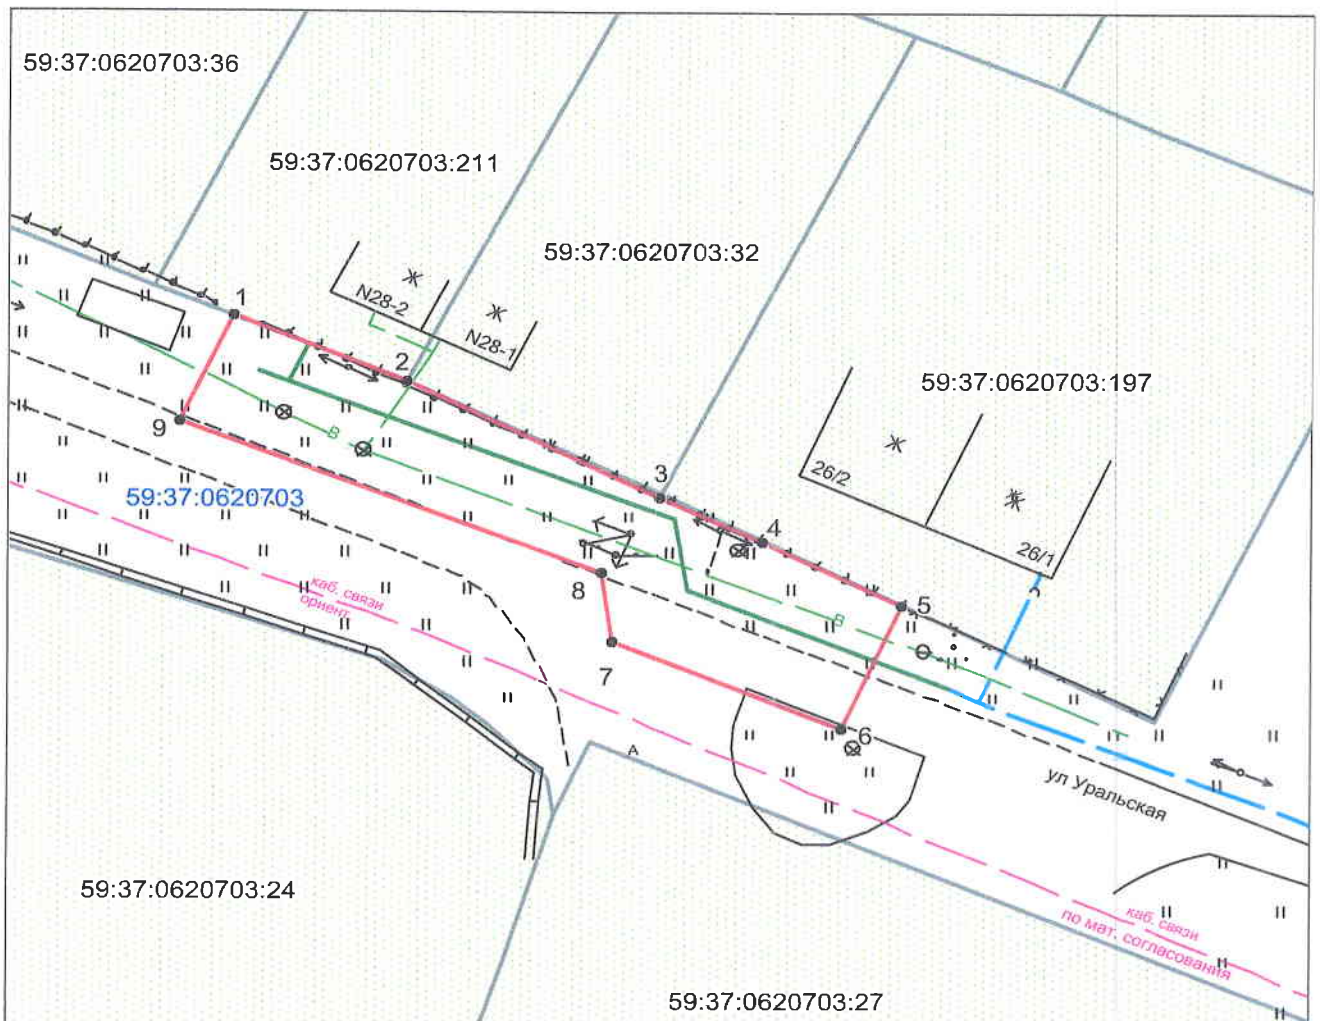 59:37:0620703:36
59:37:0620703:211
59:37:0620703:32
1
Ж
N28-2
Ж
N28-1
2
59:37:0620703:197
9
В
Ж
26/2
Ж
3
59:37:0620703
4
26/1
8
каб. связи
ориент.
5
В
7
6
А
ул Уральская
59:37:0620703:24
каб. связи
по мат. согласования
59:37:0620703:27